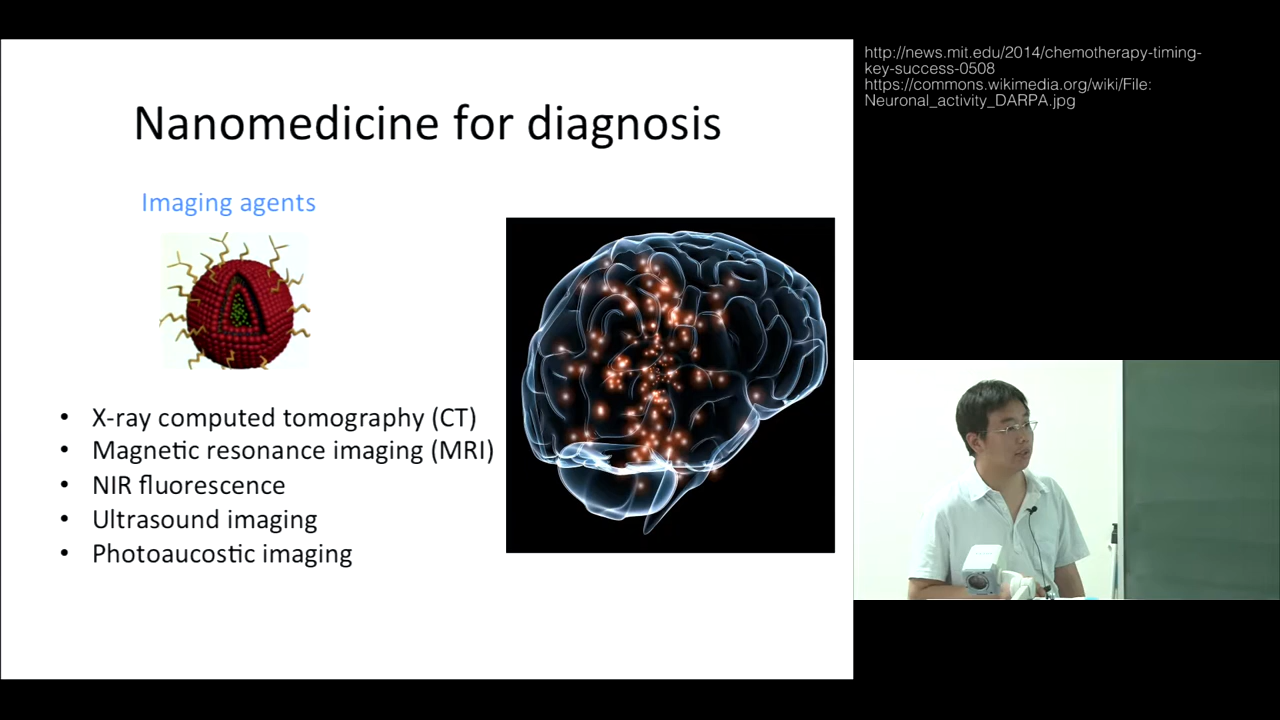 Nanomedicine for diagnosis
Imaging agents
• X-ray computed tomography (CT)
• Magnetic resonance imaging (MRI)
• NIR fluorescence
• Ultrasound imaging
• Photoaucostic imaging
http://news.mit.edu/2014/chemotherapy-timing-
key-success-0508
https://commons.wikimedia.org/wiki/File:
Neuronal_activity_DARPA.jpg